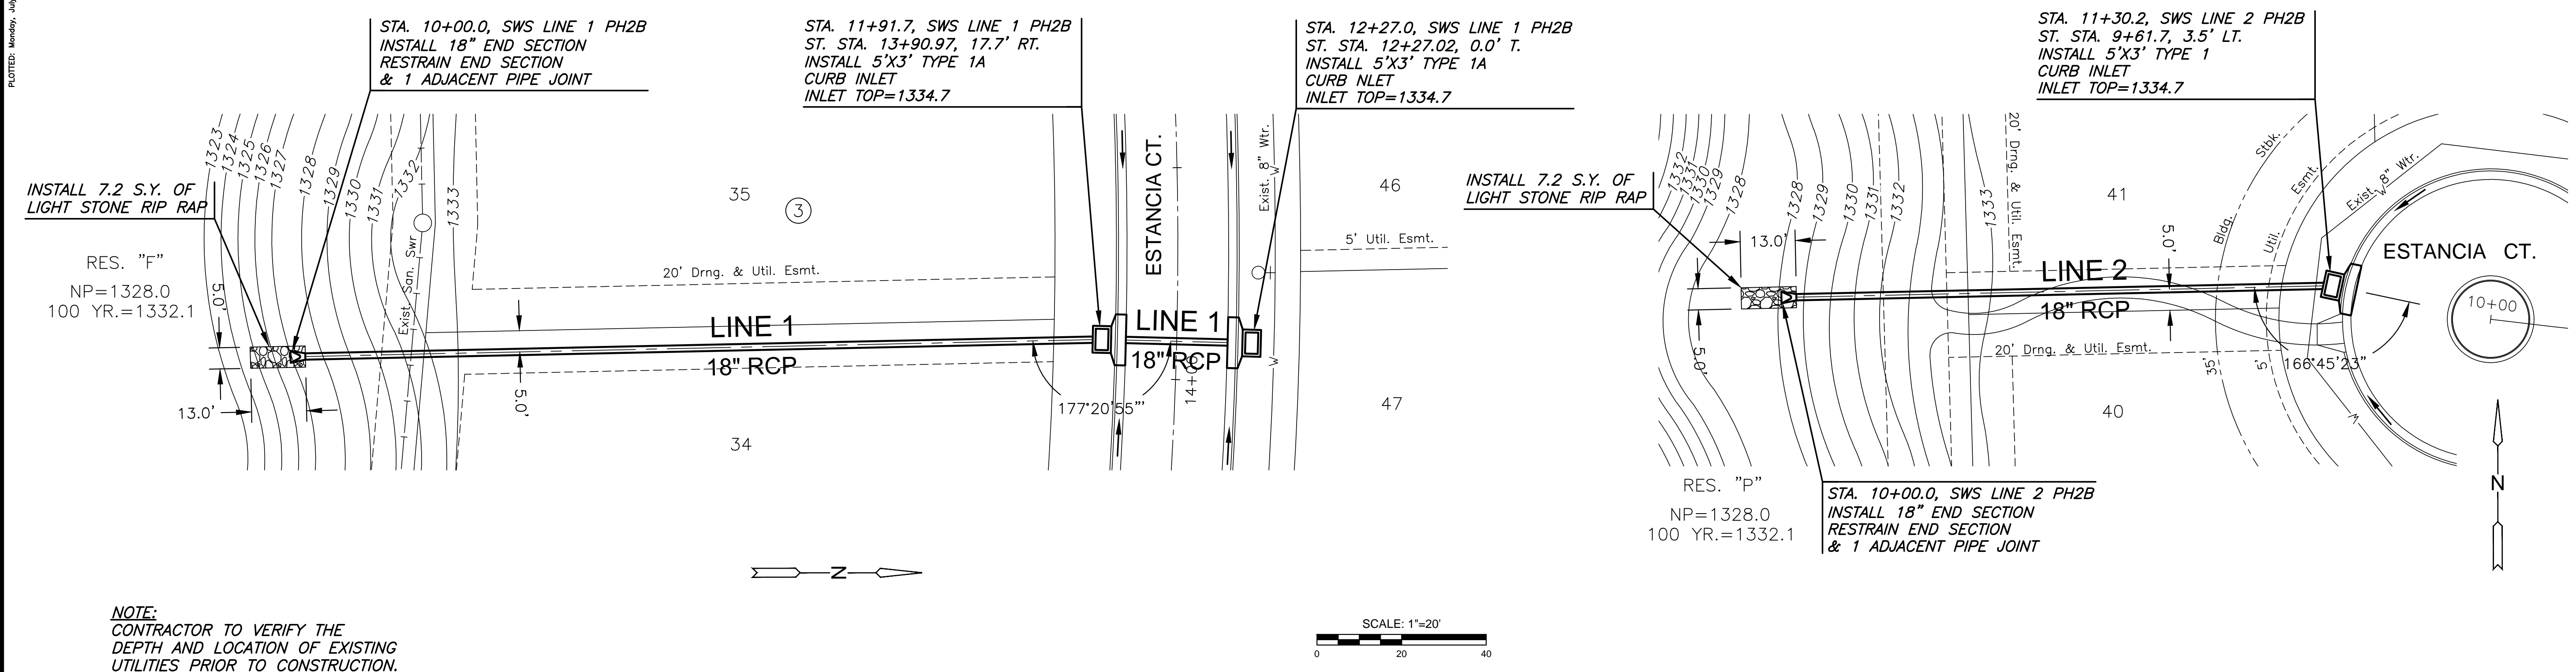 PLOTTED: Monday, July
STA. 10+00.0, SWS LINE 1 PH2B
INSTALL 18" END SECTION
RESTRAIN END SECTION
& 1 ADJACENT PIPE JOINT
STA. 11+91.7, SWS LINE 1 PH2B
ST. STA. 13+90.97, 17.7' RT.
INSTALL 5'X3' TYPE 1A
CURB INLET
INLET TOP=1334.7
STA. 12+27.0, SWS LINE 1 PH2B
ST. STA. 12+27.02, 0.0' T.
INSTALL 5'X3' TYPE 1A
CURB NLET
INLET TOP=1334.7
INSTALL 7.2 S.Y. OF
LIGHT STONE RIP RAP
RES. "F"
NP=1328.0
100 YR.=1332.1
1323
1324
1325
1326
1327
1328
1329
1330
1331
1332
1333
Exist. San. Swr
5.0'
13.0'
35
3
20' Drng. & Util. Esmt.
LINE 1
18" RCP
5.0'
34
ESTANCIA CT.
LINE 1
18" RCP
14+00
177°20'55"'
Exist. 8" Wtr.
W
W
46
5' Util. Esmt.
47
N
NOTE:
CONTRACTOR TO VERIFY THE
DEPTH AND LOCATION OF EXISTING
UTILITIES PRIOR TO CONSTRUCTION.
SCALE: 1"=20'
0 20 40
STA. 11+30.2, SWS LINE 2 PH2B
ST. STA. 9+61.7, 3.5' LT.
INSTALL 5'X3' TYPE 1
CURB INLET
INLET TOP=1334.7
INSTALL 7.2 S.Y. OF
LIGHT STONE RIP RAP
1332
1331
1330
1329
1328
1328
1329
1330
1331
1332
1333
20' Drng. & Util. Esmt.
13.0'
5.0'
41
LINE 2
18" RCP
5.0'
20' Drng. & Util. Esmt.
40
Bldg. Stbk.
35'
Util. Esmt.
5'
Exist. 8" Wtr.
W
W
ESTANCIA CT.
10+00
166°45'23"
RES. "P"
NP=1328.0
100 YR.=1332.1
STA. 10+00.0, SWS LINE 2 PH2B
INSTALL 18" END SECTION
RESTRAIN END SECTION
& 1 ADJACENT PIPE JOINT
N